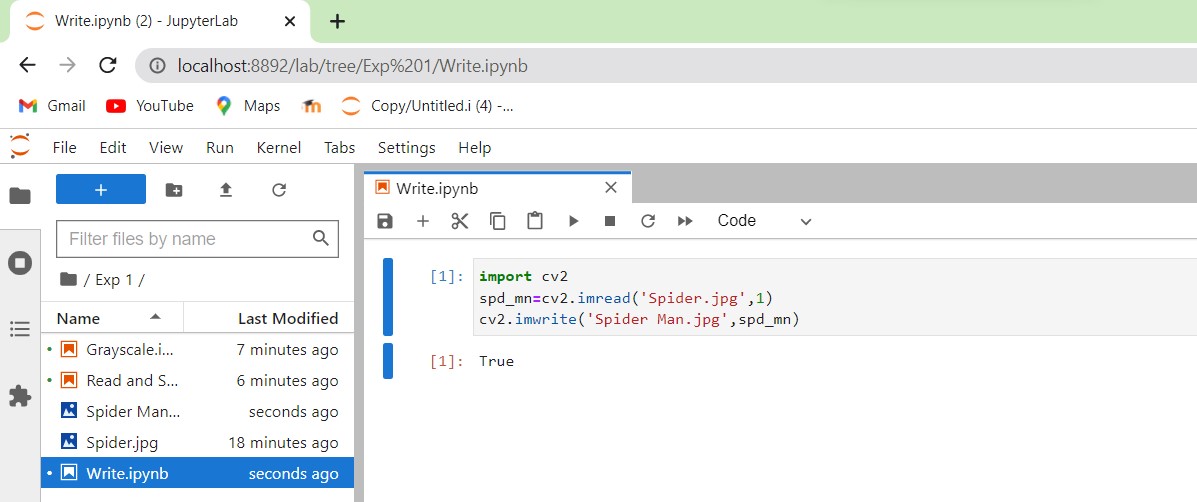 Write.ipynb (2) - JupyterLab
localhost:8892/lab/tree/Exp%201/Write.ipynb
Gmail YouTube Maps Copy/Untitled.i (4) -...
File Edit View Run Kernel Tabs Settings Help
Filter files by name
/ Exp 1 /
Name Last Modified
Grayscale.i... 7 minutes ago
Read and S... 6 minutes ago
Spider Man... seconds ago
Spider.jpg 18 minutes ago
Write.ipynb seconds ago
Write.ipynb
Code
[1]: import cv2
spd_mn=cv2.imread('Spider.jpg',1)
cv2.imwrite('Spider Man.jpg',spd_mn)
[1]: True